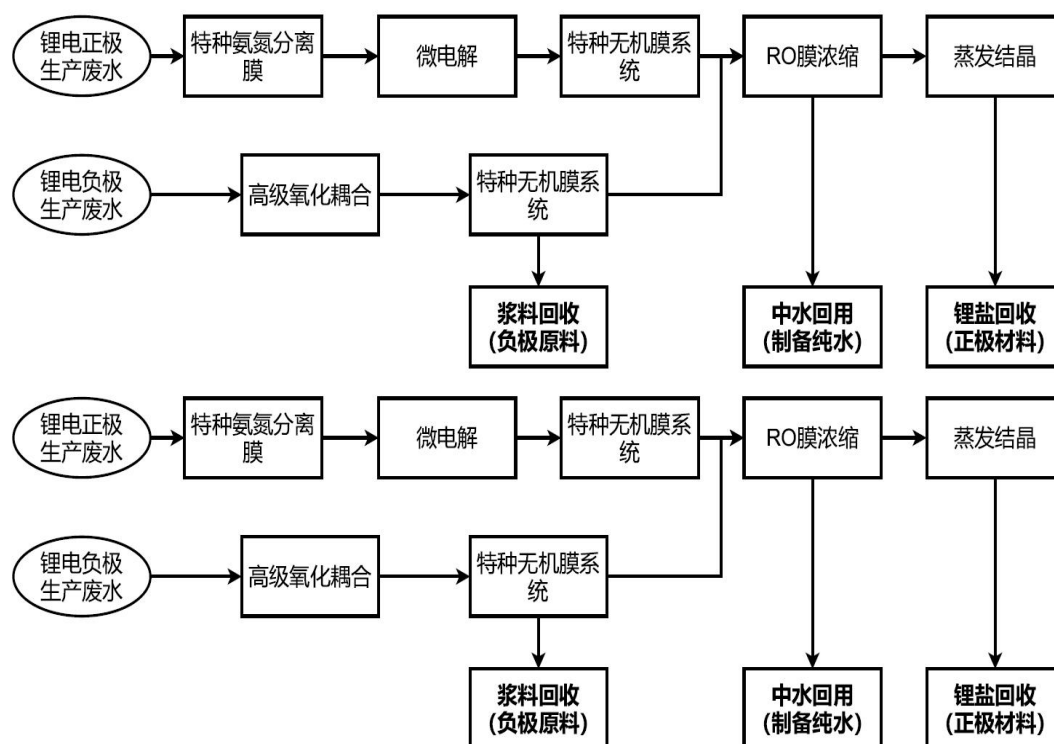 锂电正极
生产废水
特种氨氮分离
膜
微电解
特种无机膜系
统
RO膜浓缩
蒸发结晶
锂电负极
生产废水
高级氧化耦合
特种无机膜系
统
浆料回收
(负极原料)
中水回用
(制备纯水)
锂盐回收
(正极材料)
锂电正极
生产废水
特种氨氮分离
膜
微电解
特种无机膜系
统
RO膜浓缩
蒸发结晶
锂电负极
生产废水
高级氧化耦合
特种无机膜系
统
浆料回收
(负极原料)
中水回用
(制备纯水)
锂盐回收
(正极材料)